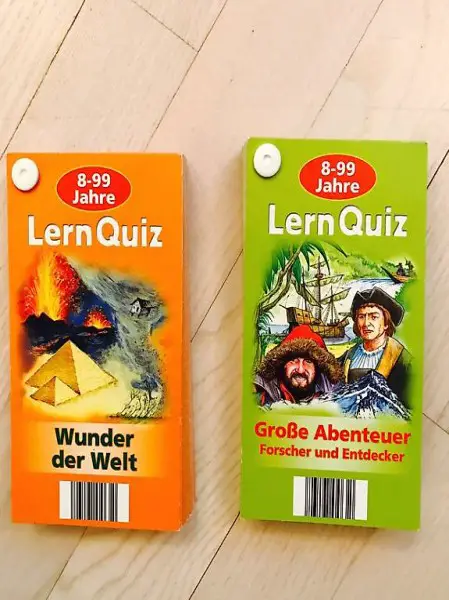 8-99
Jahre
LernQuiz
Wunder
der Welt
8-99
Jahre
LernQuiz
Große Abenteuer
Forscher und Entdecker